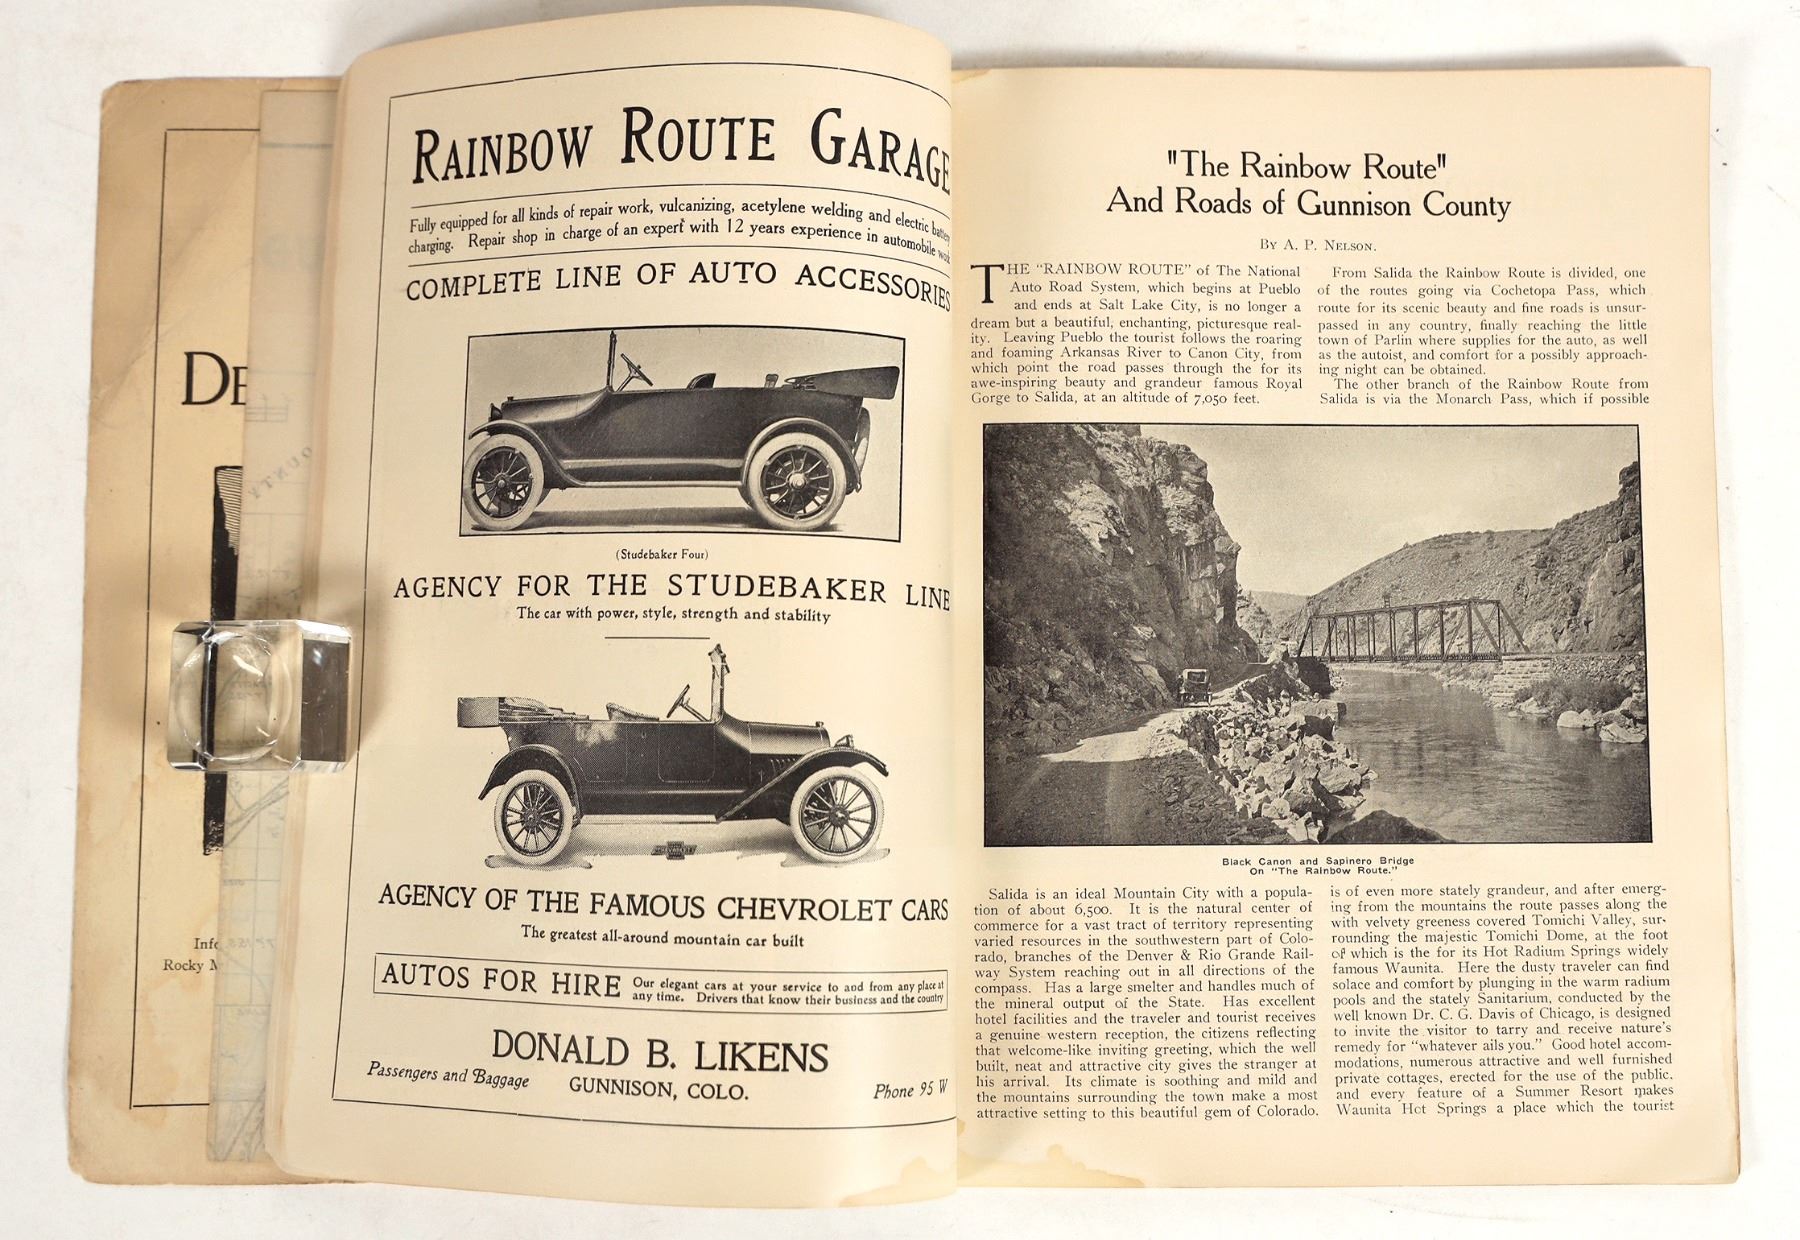 DE
Rocky M
OUNTY
RAINBOW ROUTE GARAGE
Fully equipped for all kinds of repair work, vulcanizing, acetylene welding and electric battery
charging. Repair shop in charge of an expert with 12 years experience in automobile work
COMPLETE LINE OF AUTO ACCESSORIES
(Studebaker Four)
AGENCY FOR THE STUDEBAKER LINE
The car with power, style, strength and stability
CHEVROLET
AGENCY OF THE FAMOUS CHEVROLET CARS
The greatest all-around mountain car built
AUTOS FOR HIRE
Our elegant cars at your service to and from any place at
any time. Drivers that know their business and the country
DONALD B. LIKENS
Passengers and Baggage
GUNNISON, COLO.
Phone 95 W
"The Rainbow Route"
And Roads of Gunnison County
BY A. P. NELSON.
THE "RAINBOW ROUTE" of The National
Auto Road System, which begins at Pueblo
and ends at Salt Lake City, is no longer a
dream but a beautiful, enchanting, picturesque real-
ity. Leaving Pueblo the tourist follows the roaring
and foaming Arkansas River to Canon City, from
which point the road passes through the for its
awe-inspiring beauty and grandeur famous Royal
Gorge to Salida, at an altitude of 7,050 feet.
From Salida the Rainbow Route is divided, one
of the routes going via Cochetopa Pass, which
route for its scenic beauty and fine roads is unsur-
passed in any country, finally reaching the little
town of Parlin where supplies for the auto, as well
as the autoist, and comfort for a possibly approach-
ing night can be obtained.
The other branch of the Rainbow Route from
Salida is via the Monarch Pass, which if possible
Black Canon and Sapinero Bridge
On "The Rainbow Route."
Salida is an ideal Mountain City with a popula-
tion of about 6,500. It is the natural center of
commerce for a vast tract of territory representing
varied resources in the southwestern part of Colo-
rado, branches of the Denver & Rio Grande Rail-
way System reaching out in all directions of the
compass. Has a large smelter and handles much of
the mineral output of the State. Has excellent
hotel facilities and the traveler and tourist receives
a genuine western reception, the citizens reflecting
that welcome-like inviting greeting, which the well
built, neat and attractive city gives the stranger at
his arrival. Its climate is soothing and mild and
the mountains surrounding the town make a most
attractive setting to this beautiful gem of Colorado.
is of even more stately grandeur, and after emerg-
ing from the mountains the route passes along the
with velvety greeness covered Tomichi Valley, sur-
rounding the majestic Tomichi Dome, at the foot
of which is the for its Hot Radium Springs widely
famous Waunita. Here the dusty traveler can find
solace and comfort by plunging in the warm radium
pools and the stately Sanitarium, conducted by the
well known Dr. C. G. Davis of Chicago, is designed
to invite the visitor to tarry and receive nature's
remedy for "whatever ails you." Good hotel accom-
modations, numerous attractive and well furnished
private cottages, erected for the use of the public.
and every feature of a Summer Resort makes
Waunita Hot Springs a place which the tourist